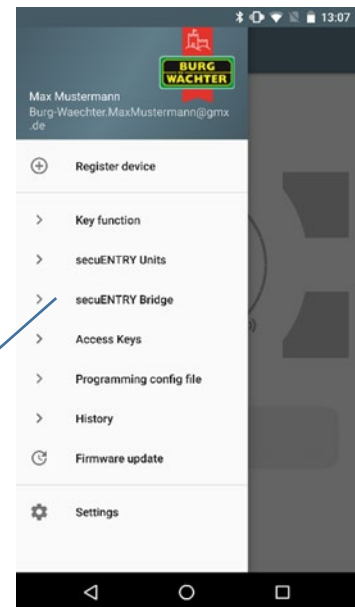 13:07
BURG
WÄCHTER
Max Mustermann
Burg-Waechter.MaxMustermann@gmx
.de
Register device
Key function
secuENTRY Units
secuENTRY Bridge
Access Keys
Programming config file
History
Firmware update
Settings